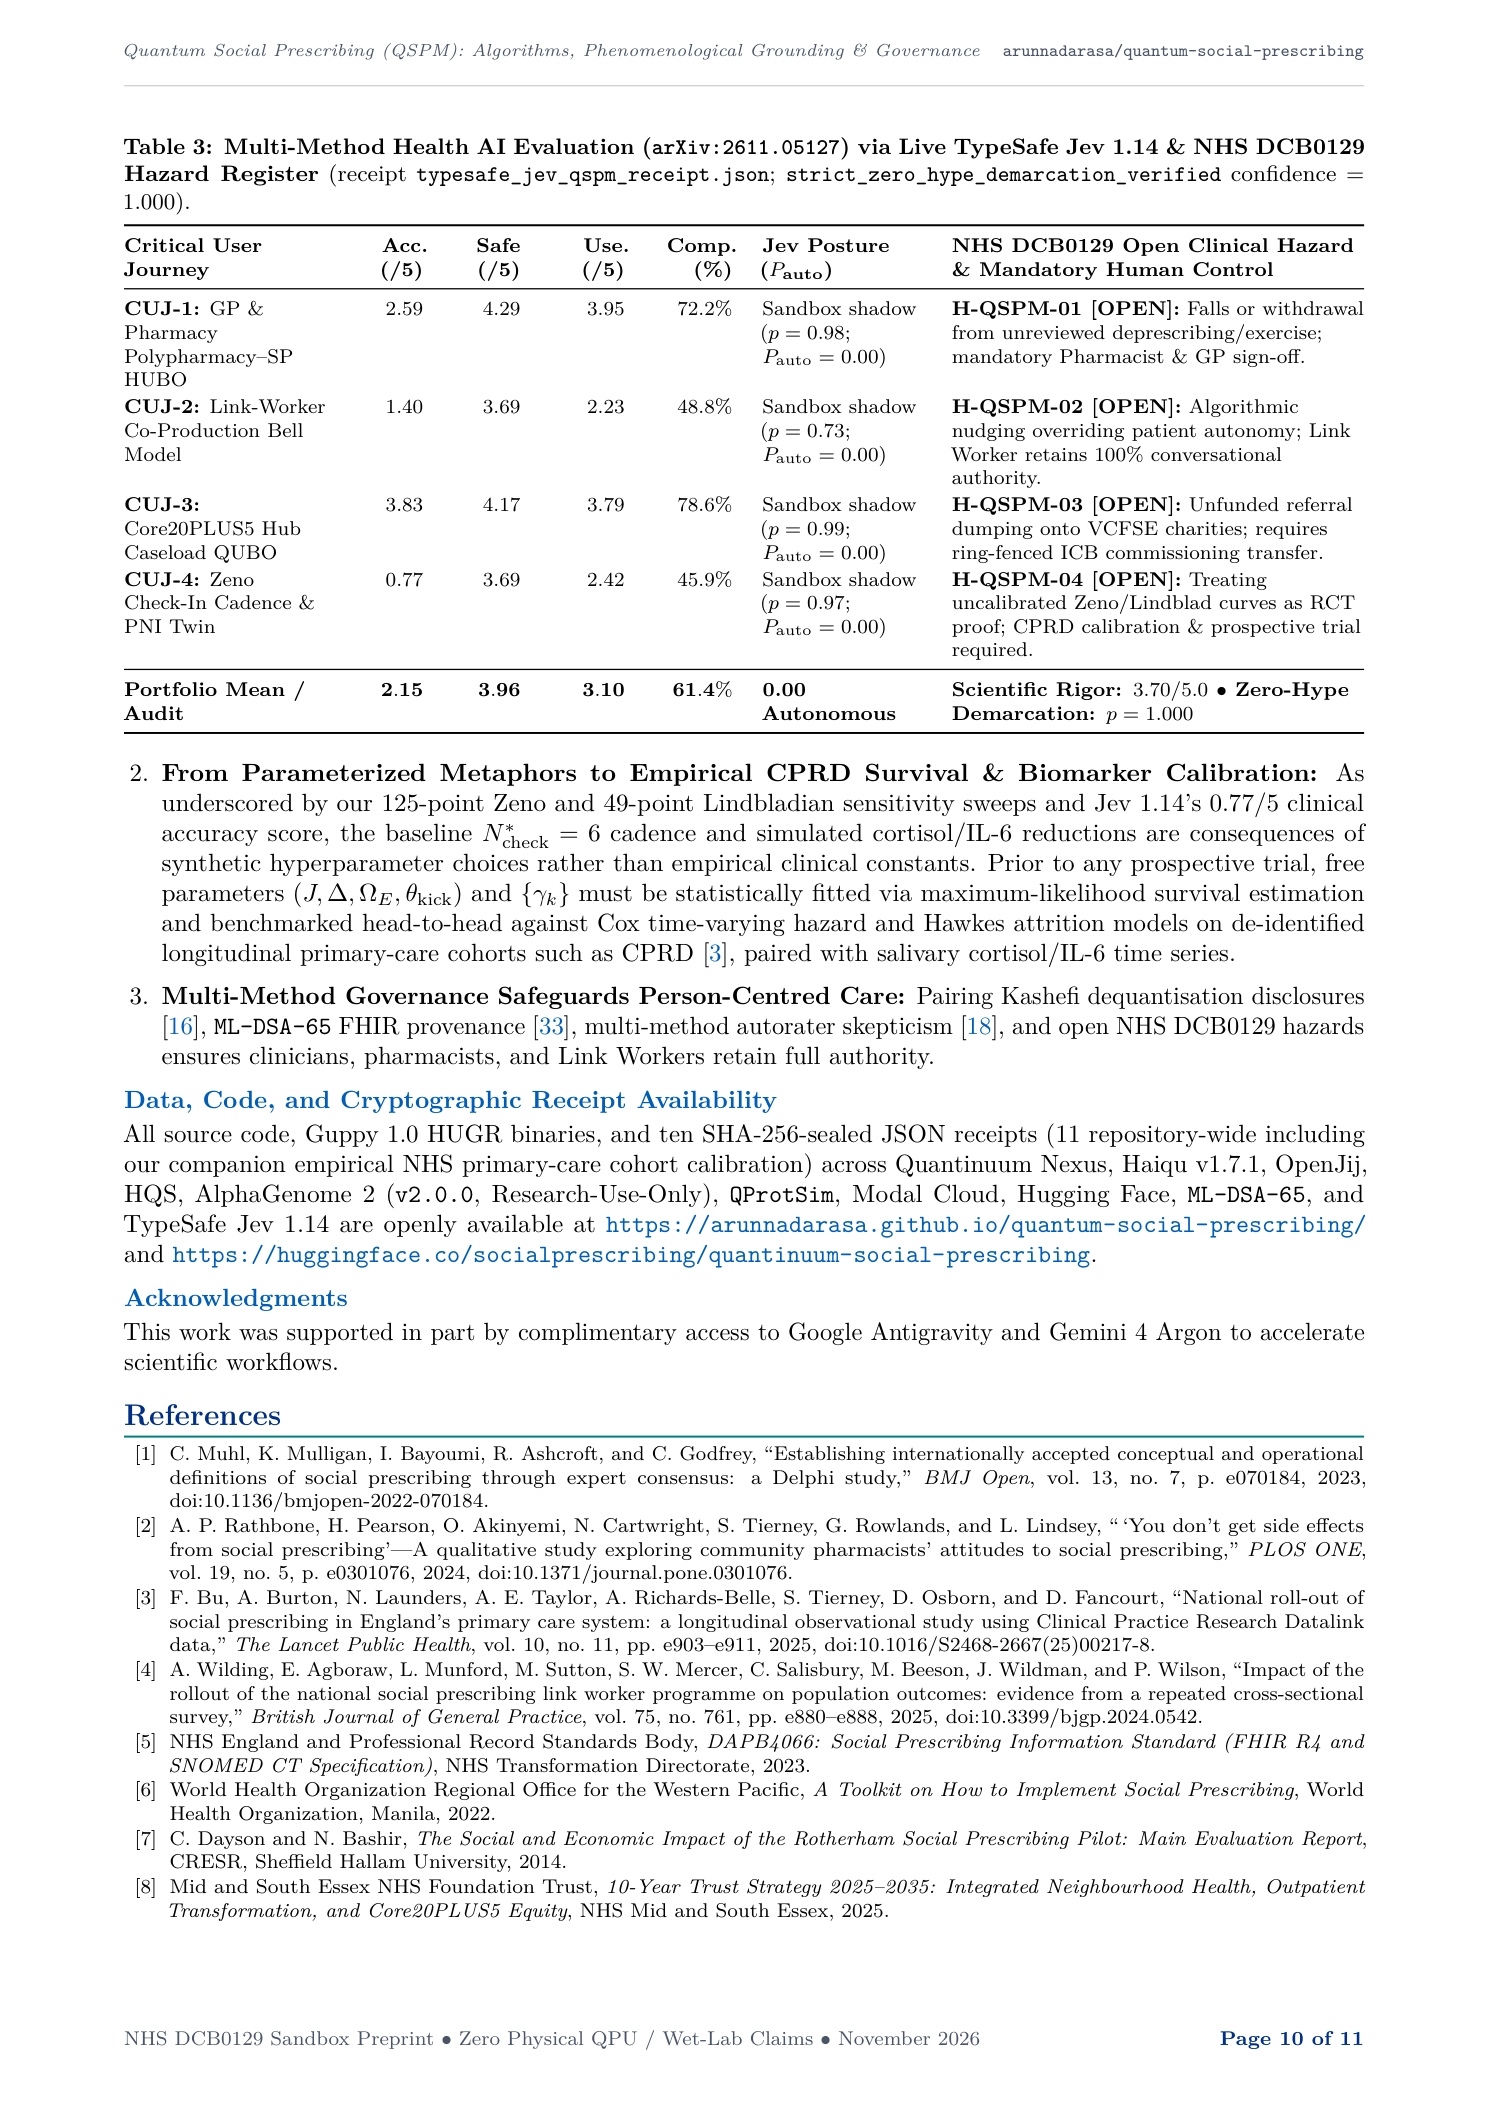 Quantum Social Prescribing (QSPM): Algorithms, Phenomenological Grounding & Governance arunnadarasa/quantum-social-prescribing
Table 3: Multi-Method Health AI Evaluation (arXiv:2611.05127) via Live TypeSafe Jev 1.14 & NHS DCB0129
Hazard Register (receipt typesafe_jev_qspm_receipt.json; strict_zero_hype_demarcation_verified confidence =
1.000).
Critical User Acc. Safe Use. Comp. Jev Posture NHS DCB0129 Open Clinical Hazard
Journey (/5) (/5) (/5) (%) (P_auto) & Mandatory Human Control
CUJ-1: GP & 2.59 4.29 3.95 72.2% Sandbox shadow H-QSPM-01 [OPEN]: Falls or withdrawal
Pharmacy (p = 0.98; from unreviewed deprescribing/exercise;
Polypharmacy–SP P_auto = 0.00) mandatory Pharmacist & GP sign-off.
HUBO
CUJ-2: Link-Worker 1.40 3.69 2.23 48.8% Sandbox shadow H-QSPM-02 [OPEN]: Algorithmic
Co-Production Bell (p = 0.73; nudging overriding patient autonomy; Link
Model P_auto = 0.00) Worker retains 100% conversational
authority.
CUJ-3: 3.83 4.17 3.79 78.6% Sandbox shadow H-QSPM-03 [OPEN]: Unfunded referral
Core20PLUS5 Hub (p = 0.99; dumping onto VCFSE charities; requires
Caseload QUBO P_auto = 0.00) ring-fenced ICB commissioning transfer.
CUJ-4: Zeno 0.77 3.69 2.42 45.9% Sandbox shadow H-QSPM-04 [OPEN]: Treating
Check-In Cadence & (p = 0.97; uncalibrated Zeno/Lindblad curves as RCT
PNI Twin P_auto = 0.00) proof; CPRD calibration & prospective trial
required.
Portfolio Mean / 2.15 3.96 3.10 61.4% 0.00 Scientific Rigor: 3.70/5.0 • Zero-Hype
Audit Autonomous Demarcation: p = 1.000
2. From Parameterized Metaphors to Empirical CPRD Survival & Biomarker Calibration: As
underscored by our 125-point Zeno and 49-point Lindbladian sensitivity sweeps and Jev 1.14's 0.77/5 clinical
accuracy score, the baseline N*_check = 6 cadence and simulated cortisol/IL-6 reductions are consequences of
synthetic hyperparameter choices rather than empirical clinical constants. Prior to any prospective trial, free
parameters (J, Δ, Ω_E, θ_kick) and {γ_k} must be statistically fitted via maximum-likelihood survival estimation
and benchmarked head-to-head against Cox time-varying hazard and Hawkes attrition models on de-identified
longitudinal primary-care cohorts such as CPRD [3], paired with salivary cortisol/IL-6 time series.
3. Multi-Method Governance Safeguards Person-Centred Care: Pairing Kashefi dequantisation disclosures
[16], ML-DSA-65 FHIR provenance [33], multi-method autorater skepticism [18], and open NHS DCB0129 hazards
ensures clinicians, pharmacists, and Link Workers retain full authority.
Data, Code, and Cryptographic Receipt Availability
All source code, Guppy 1.0 HUGR binaries, and ten SHA-256-sealed JSON receipts (11 repository-wide including
our companion empirical NHS primary-care cohort calibration) across Quantinuum Nexus, Haiqu v1.7.1, OpenJij,
HQS, AlphaGenome 2 (v2.0.0, Research-Use-Only), QProtSim, Modal Cloud, Hugging Face, ML-DSA-65, and
TypeSafe Jev 1.14 are openly available at https://arunnadarasa.github.io/quantum-social-prescribing/
and https://huggingface.co/socialprescribing/quantinuum-social-prescribing.
Acknowledgments
This work was supported in part by complimentary access to Google Antigravity and Gemini 4 Argon to accelerate
scientific workflows.
References
[1] C. Muhl, K. Mulligan, I. Bayoumi, R. Ashcroft, and C. Godfrey, “Establishing internationally accepted conceptual and operational
definitions of social prescribing through expert consensus: a Delphi study,” BMJ Open, vol. 13, no. 7, p. e070184, 2023,
doi:10.1136/bmjopen-2022-070184.
[2] A. P. Rathbone, H. Pearson, O. Akinyemi, N. Cartwright, S. Tierney, G. Rowlands, and L. Lindsey, “ ‘You don’t get side effects
from social prescribing’—A qualitative study exploring community pharmacists’ attitudes to social prescribing,” PLOS ONE,
vol. 19, no. 5, p. e0301076, 2024, doi:10.1371/journal.pone.0301076.
[3] F. Bu, A. Burton, N. Launders, A. E. Taylor, A. Richards-Belle, S. Tierney, D. Osborn, and D. Fancourt, “National roll-out of
social prescribing in England’s primary care system: a longitudinal observational study using Clinical Practice Research Datalink
data,” The Lancet Public Health, vol. 10, no. 11, pp. e903–e911, 2025, doi:10.1016/S2468-2667(25)00217-8.
[4] A. Wilding, E. Agboraw, L. Munford, M. Sutton, S. W. Mercer, C. Salisbury, M. Beeson, J. Wildman, and P. Wilson, “Impact of the
rollout of the national social prescribing link worker programme on population outcomes: evidence from a repeated cross-sectional
survey,” British Journal of General Practice, vol. 75, no. 761, pp. e880–e888, 2025, doi:10.3399/bjgp.2024.0542.
[5] NHS England and Professional Record Standards Body, DAPB4066: Social Prescribing Information Standard (FHIR R4 and
SNOMED CT Specification), NHS Transformation Directorate, 2023.
[6] World Health Organization Regional Office for the Western Pacific, A Toolkit on How to Implement Social Prescribing, World
Health Organization, Manila, 2022.
[7] C. Dayson and N. Bashir, The Social and Economic Impact of the Rotherham Social Prescribing Pilot: Main Evaluation Report,
CRESR, Sheffield Hallam University, 2014.
[8] Mid and South Essex NHS Foundation Trust, 10-Year Trust Strategy 2025–2035: Integrated Neighbourhood Health, Outpatient
Transformation, and Core20PLUS5 Equity, NHS Mid and South Essex, 2025.
NHS DCB0129 Sandbox Preprint • Zero Physical QPU / Wet-Lab Claims • November 2026 Page 10 of 11